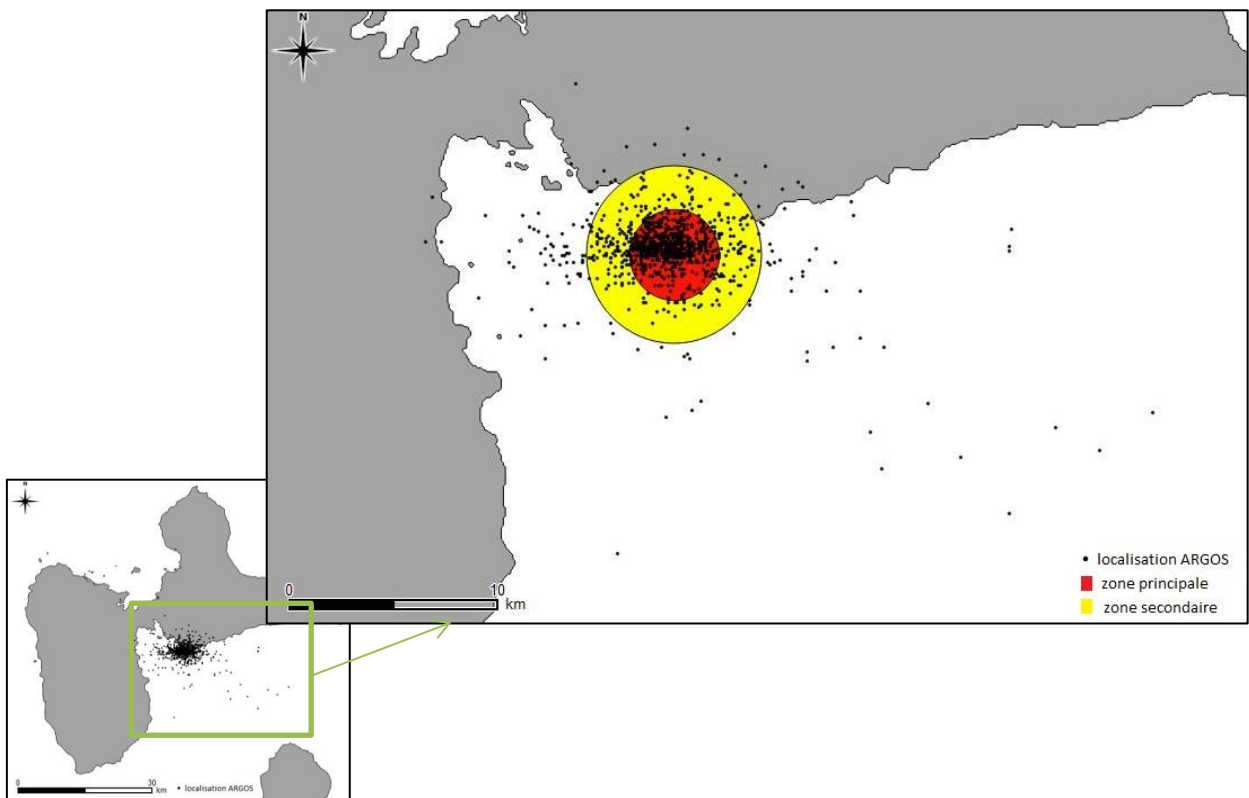 N
localisation ARGOS
zone principale
zone secondaire
0
10
km
N
0
30
km
localisation ARGOS